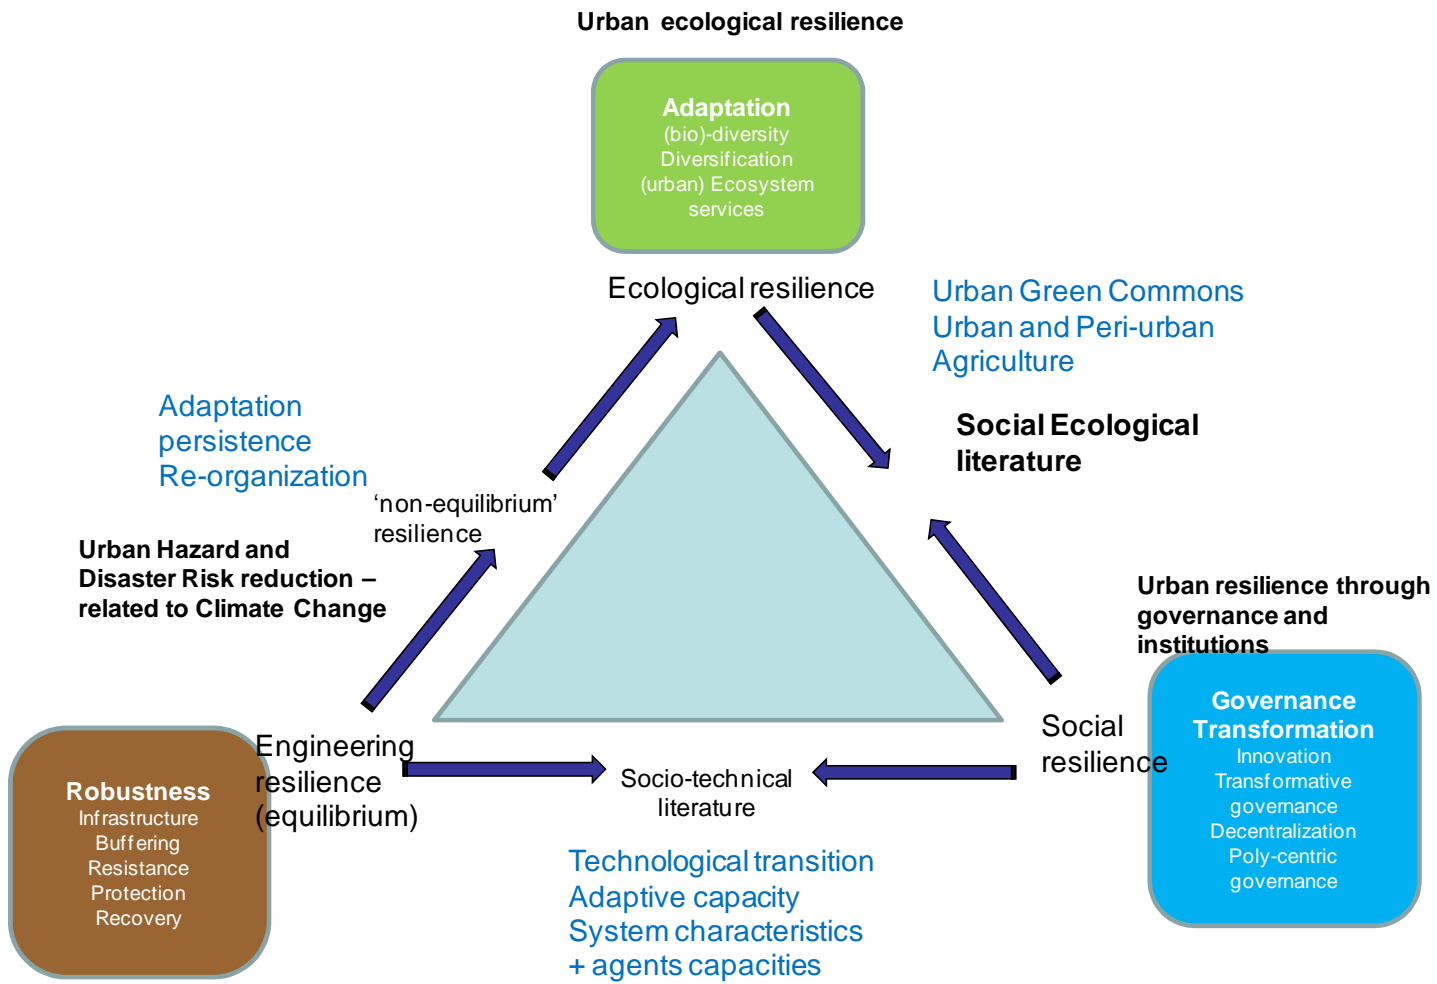 Urban ecological resilience
Adaptation
(bio)-diversity
Diversification
(urban) Ecosystem
services
Ecological resilience
Urban Green Commons
Urban and Peri-urban
Agriculture
Adaptation
persistence
Re-organization
Social Ecological
literature
‘non-equilibrium’
resilience
Urban Hazard and
Disaster Risk reduction –
related to Climate Change
Urban resilience through
governance and
institutions
Governance
Transformation
Innovation
Transformative
governance
Decentralization
Poly-centric
governance
Social
resilience
Engineering
resilience
(equilibrium)
Robustness
Infrastructure
Buffering
Resistance
Protection
Recovery
Socio-technical
literature
Technological transition
Adaptive capacity
System characteristics
+ agents capacities